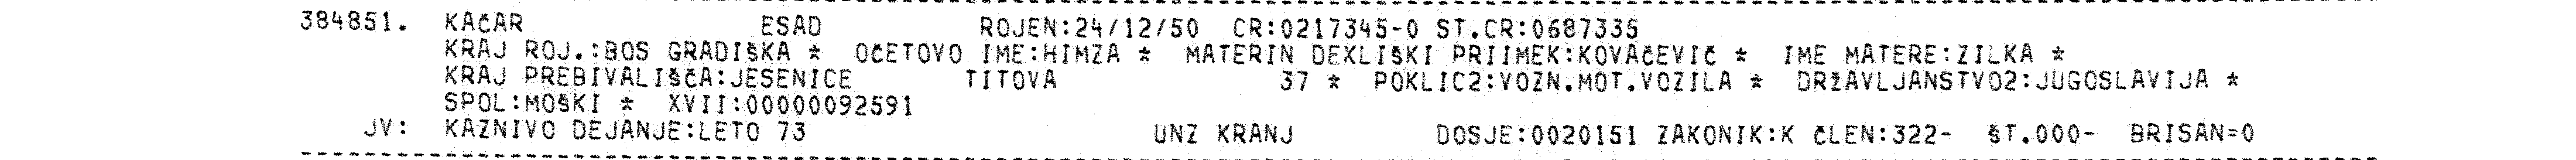 384851. KAČAR ESAD ROJEN:24/12/50 CR:0217345-0 ST.CR:0687335
KRAJ ROJ.:BOS GRADIŠKA * OČETOVO IME:HIMZA * MATERIN DEKLIŠKI PRIIMEK:KOVAČEVIČ * IME MATERE:ZILKA *
KRAJ PREBIVALIŠČA:JESENICE TITOVA 37 * POKLIC2:VOZN.MOT.VOZILA * DRŽAVLJANSTVO2:JUGOSLAVIJA *
SPOL:MOŠKI * XVII:00000092591
JV: KAZNIVO DEJANJE:LETO 73 UNZ KRANJ DOSJE:0020151 ZAKONIK:K ČLEN:322- ŠT.000- BRISAN=0